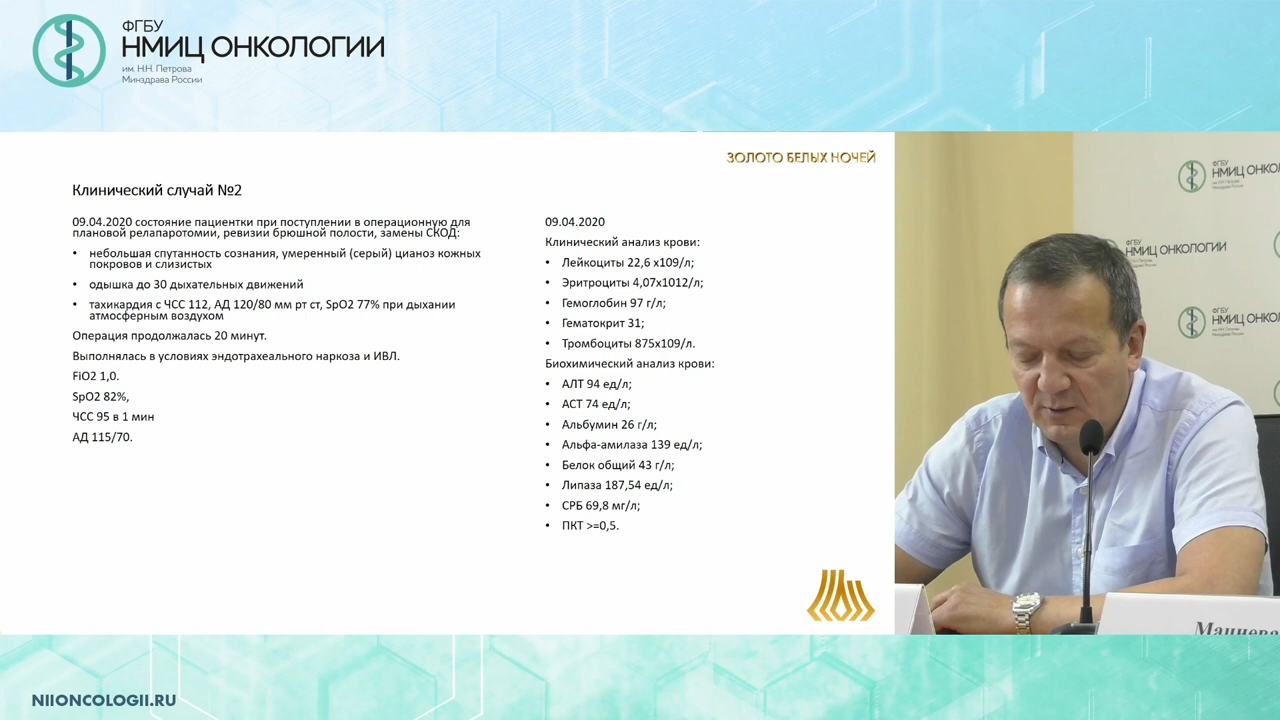 ФГБУ
НМИЦ ОНКОЛОГИИ
им. Н.Н. Петрова
Минздрава России
ЗОЛОТО БЕЛЫХ НОЧЕЙ
Клинический случай №2
09.04.2020 состояние пациентки при поступлении в операционную для
плановой релапаротомии, ревизии брюшной полости, замены СКОД:
• небольшая спутанность сознания, умеренный (серый) цианоз кожных
покровов и слизистых
• одышка до 30 дыхательных движений
• тахикардия с ЧСС 112, АД 120/80 мм рт ст, SpO2 77% при дыхании
атмосферным воздухом
Операция продолжалась 20 минут.
Выполнялась в условиях эндотрахеального наркоза и ИВЛ.
FiO2 1,0.
SpO2 82%,
ЧСС 95 в 1 мин
АД 115/70.
09.04.2020
Клинический анализ крови:
• Лейкоциты 22,6 х109/л;
• Эритроциты 4,07х1012/л;
• Гемоглобин 97 г/л;
• Гематокрит 31;
• Тромбоциты 875х109/л.
Биохимический анализ крови:
• АЛТ 94 ед/л;
• АСТ 74 ед/л;
• Альбумин 26 г/л;
• Альфа-амилаза 139 ед/л;
• Белок общий 43 г/л;
• Липаза 187,54 ед/л;
• СРБ 69,8 мг/л;
• ПКТ >=0,5.
ФГБУ
НМИЦ ОНКО
ФГБУ
НМИЦ ОНКОЛОГИИ
ФГБУ
НМИЦ ОНКОЛ
NIIONCOLOGII.RU